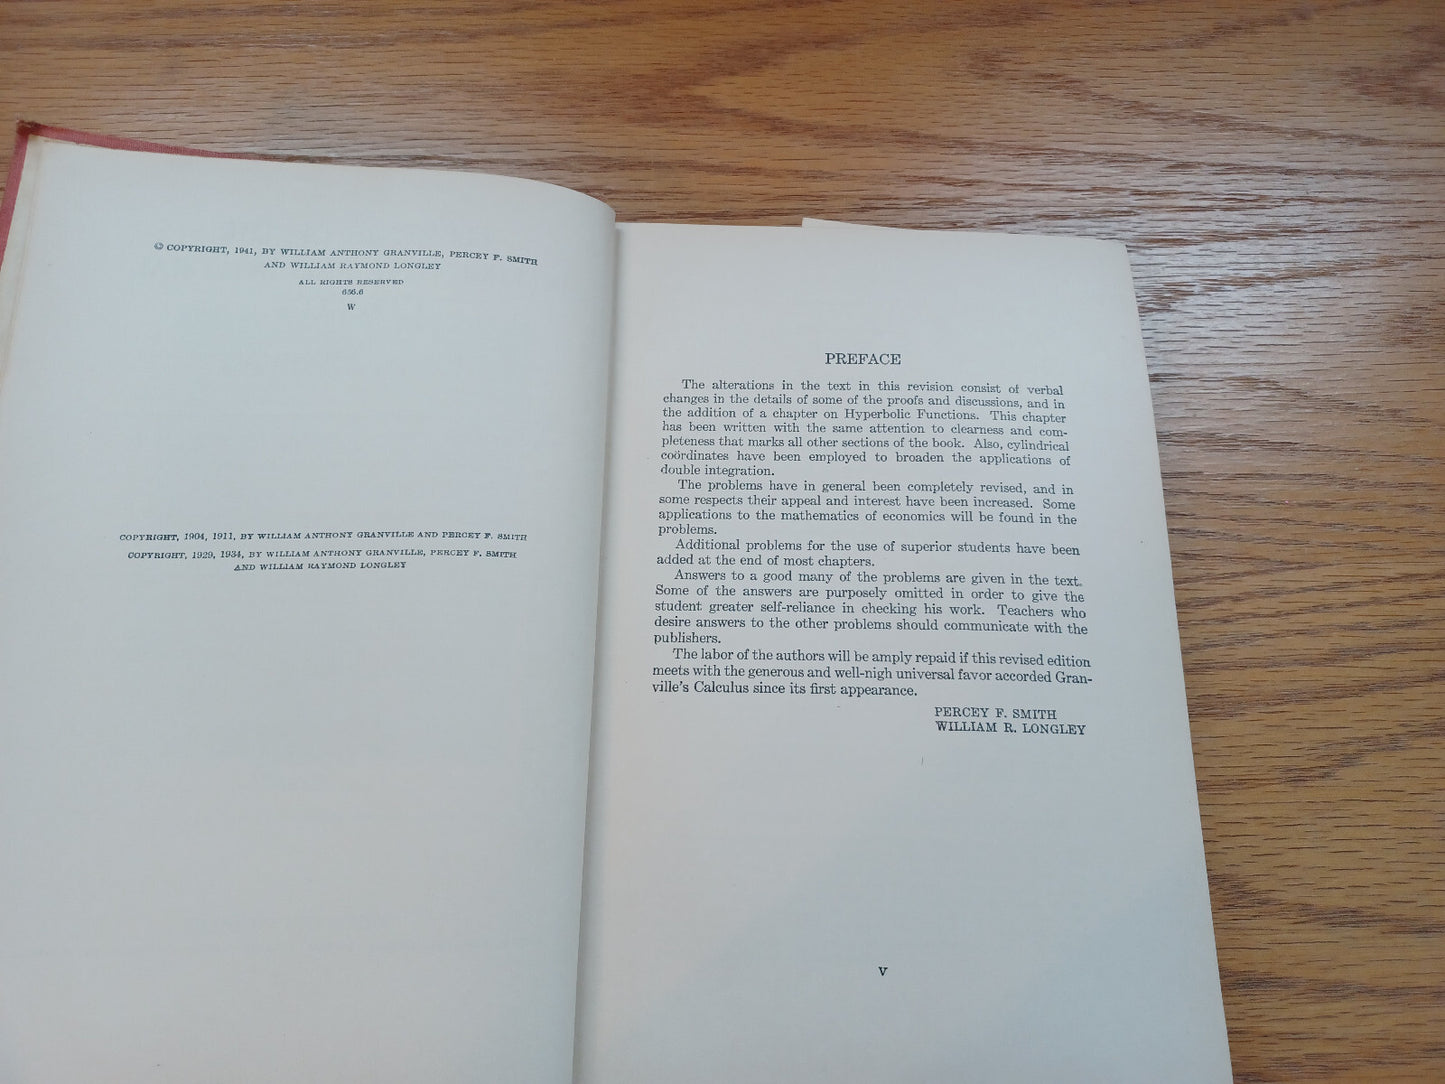 © COPYRIGHT, 1941, BY WILLIAM ANTHONY GRANVILLE, PERCEY F. SMITH
AND WILLIAM RAYMOND LONGLEY
ALL RIGHTS RESERVED
656.6
W
COPYRIGHT, 1904, 1911, BY WILLIAM ANTHONY GRANVILLE AND PERCEY F. SMITH
COPYRIGHT, 1929, 1934, BY WILLIAM ANTHONY GRANVILLE, PERCEY F. SMITH
AND WILLIAM RAYMOND LONGLEY
PREFACE
The alterations in the text in this revision consist of verbal
changes in the details of some of the proofs and discussions, and in
the addition of a chapter on Hyperbolic Functions. This chapter
has been written with the same attention to clearness and com-
pleteness that marks all other sections of the book. Also, cylindrical
coördinates have been employed to broaden the applications of
double integration.
The problems have in general been completely revised, and in
some respects their appeal and interest have been increased. Some
applications to the mathematics of economics will be found in the
problems.
Additional problems for the use of superior students have been
added at the end of most chapters.
Answers to a good many of the problems are given in the text.
Some of the answers are purposely omitted in order to give the
student greater self-reliance in checking his work. Teachers who
desire answers to the other problems should communicate with the
publishers.
The labor of the authors will be amply repaid if this revised edition
meets with the generous and well-nigh universal favor accorded Gran-
ville's Calculus since its first appearance.
PERCEY F. SMITH
WILLIAM R. LONGLEY
V